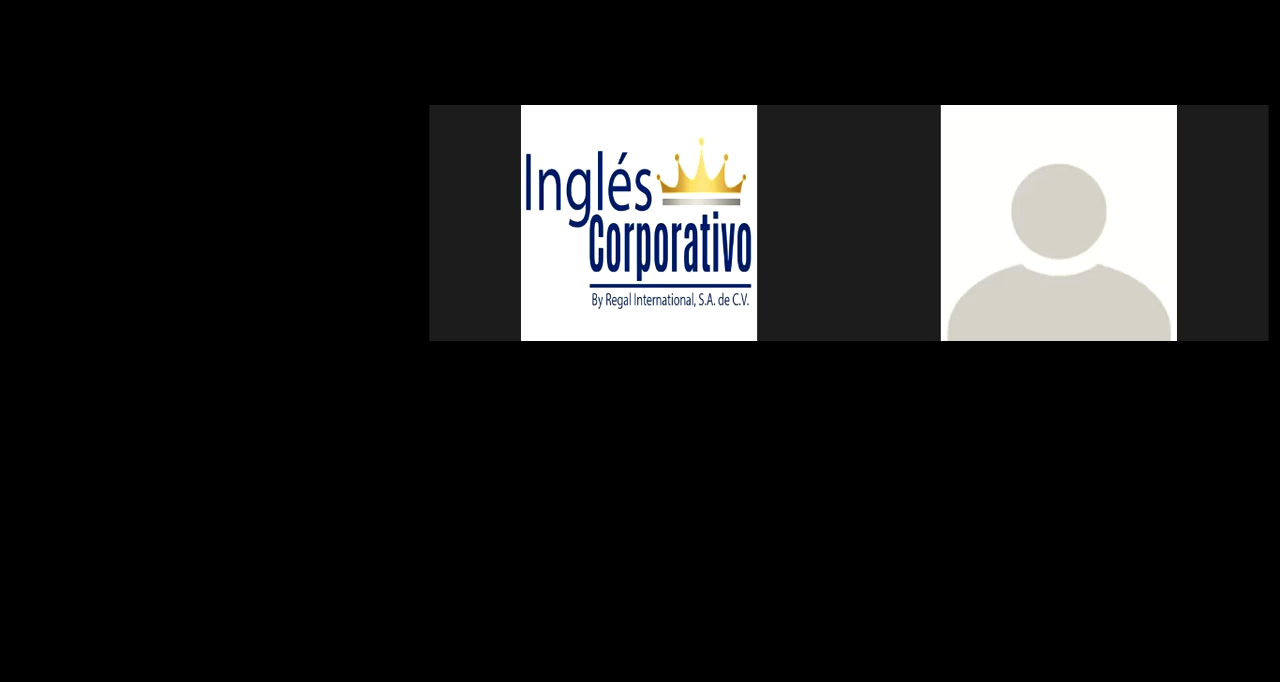 Inglés
Corporativo
By Regal International, S.A. de C.V.